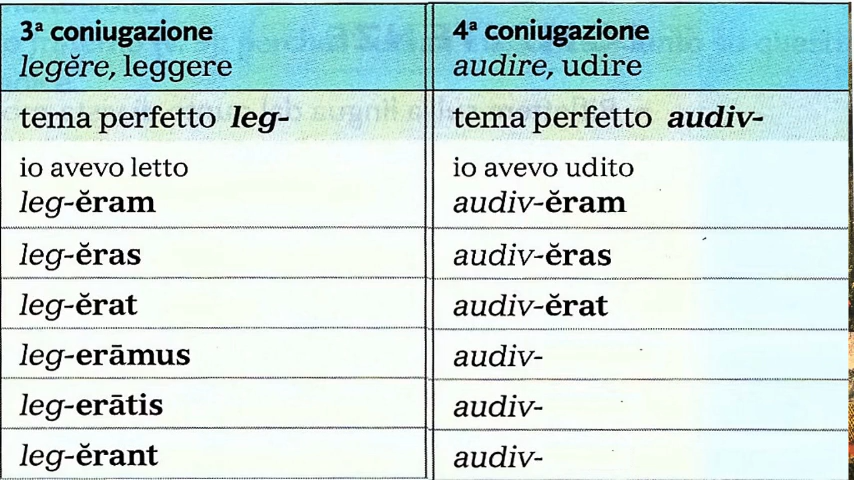 3ª coniugazione
legĕre, leggere
tema perfetto leg-
io avevo letto
leg-ĕram
leg-ĕras
leg-ĕrat
leg-erāmus
leg-erātis
leg-ĕrant
4ª coniugazione
audire, udire
tema perfetto audiv-
io avevo udito
audiv-ĕram
audiv-ĕras
audiv-ĕrat
audiv-
audiv-
audiv-